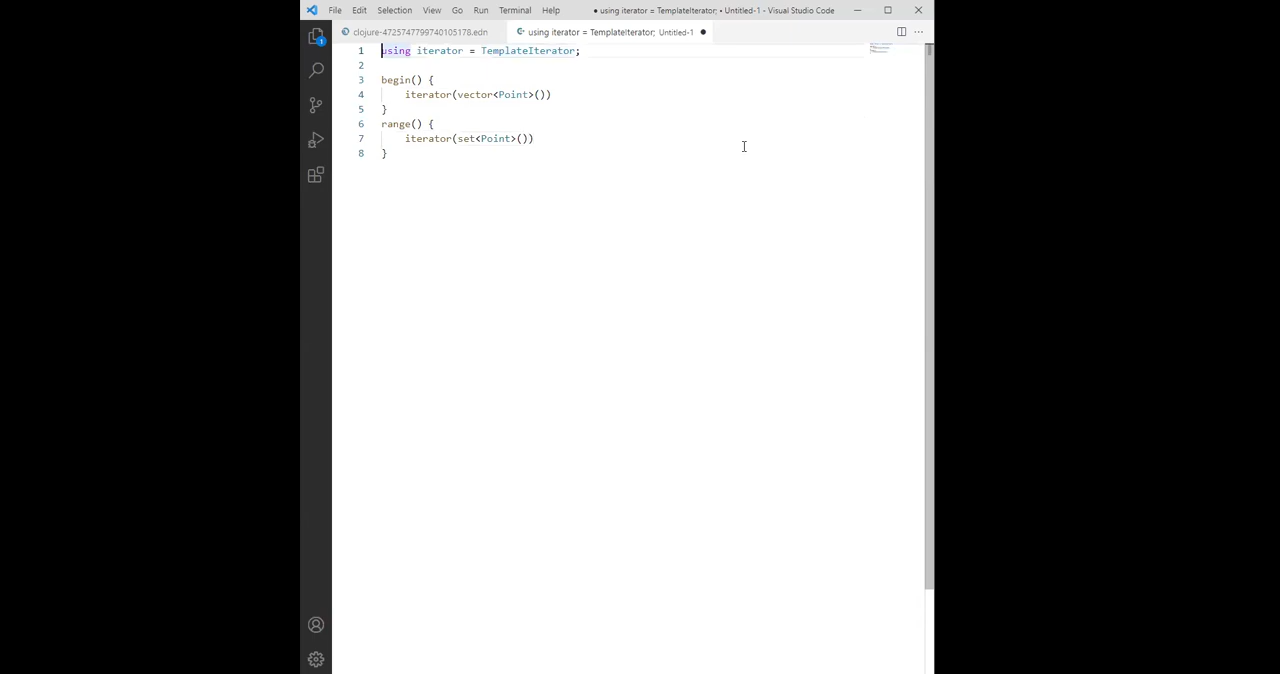 File Edit Selection View Go Run Terminal Help ● using iterator = TemplateIterator; • Untitled-1 - Visual Studio Code
clojure-4725747799740105178.edn using iterator = TemplateIterator; Untitled-1 ●
1 using iterator = TemplateIterator;
2
3 begin() {
4 iterator(vector<Point>())
5 }
6 range() {
7 iterator(set<Point>())
8 }
1